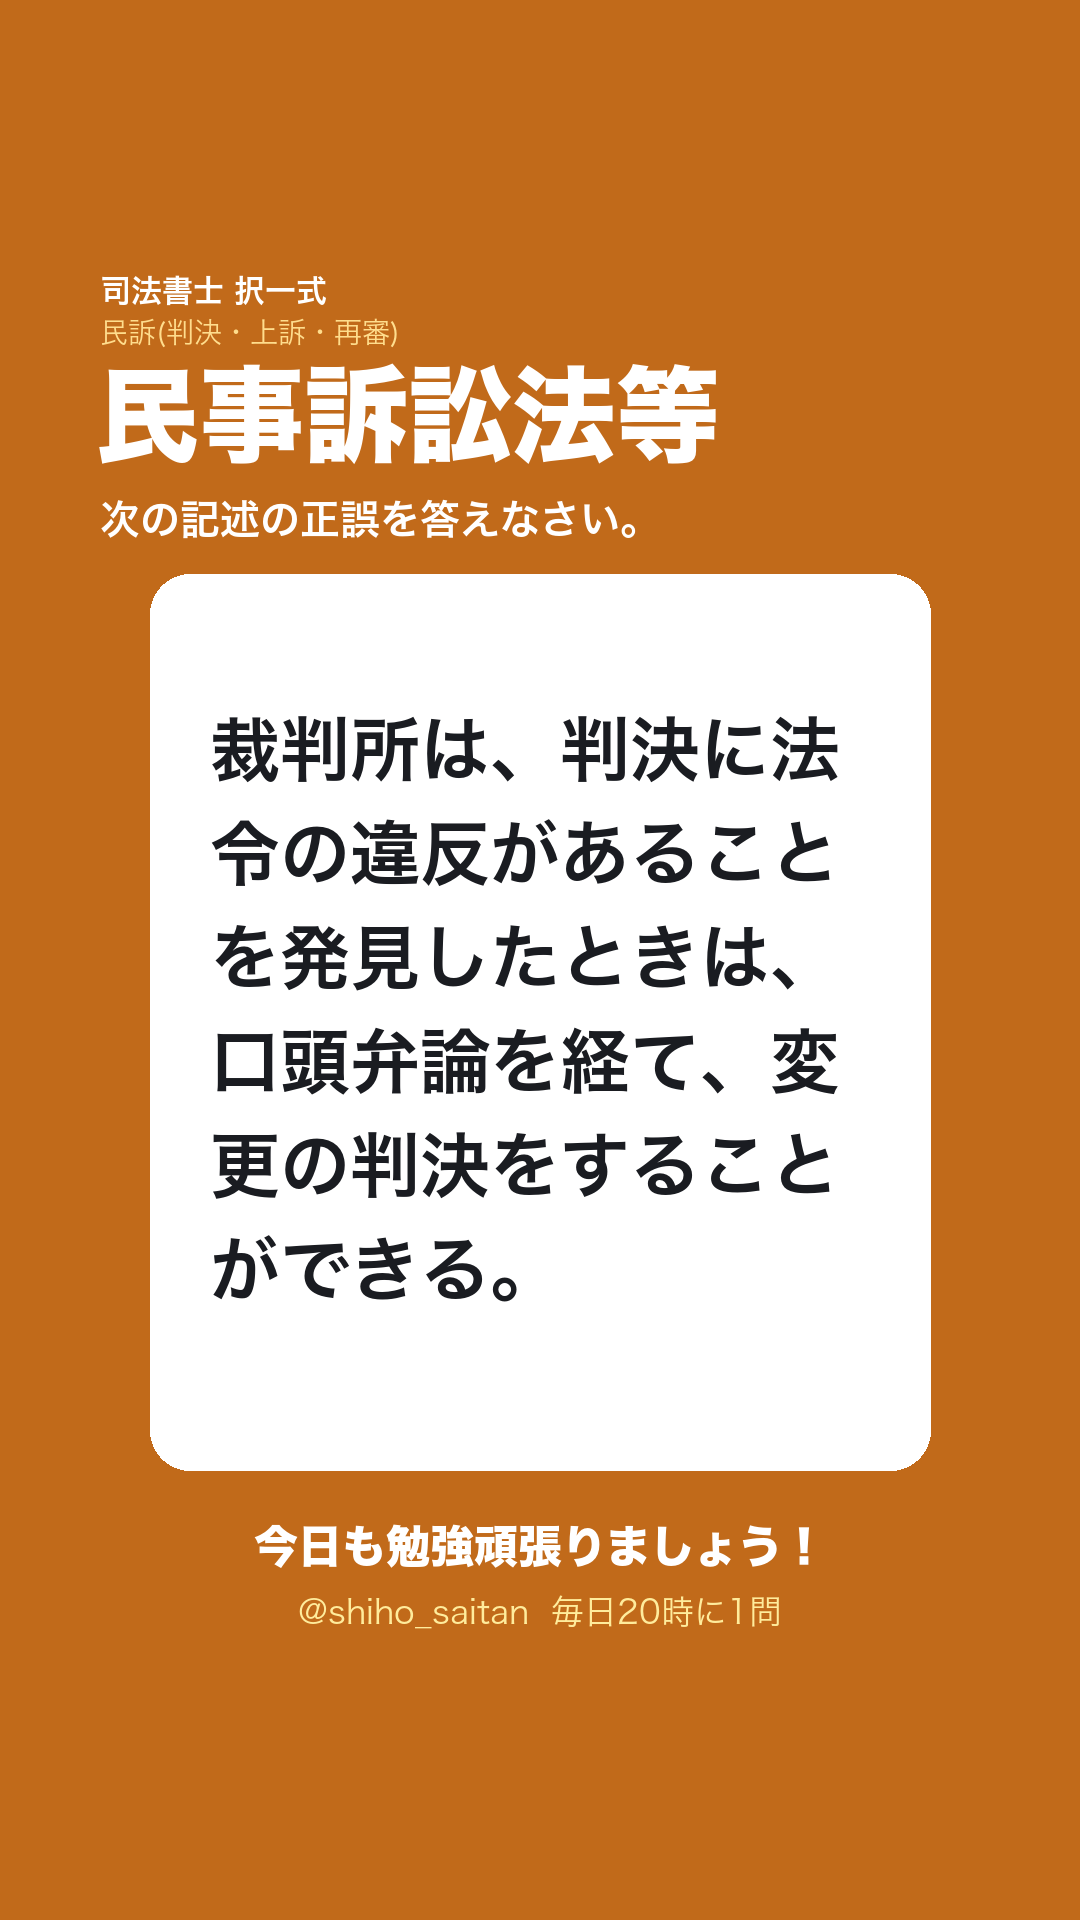 司法書士 択一式
民訴(判決・上訴・再審)
民事訴訟法等
次の記述の正誤を答えなさい。
裁判所は、判決に法
令の違反があること
を発見したときは、
口頭弁論を経て、変
更の判決をすること
ができる。
今日も勉強頑張りましょう！
@shiho_saitan 毎日20時に1問